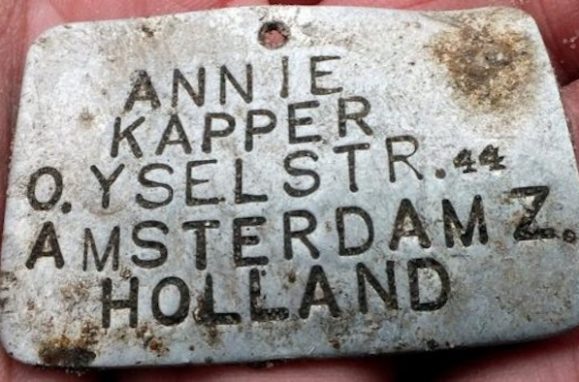 ANNIE
KAPPER
O. YSELSTR. 44
AMSTERDAM Z.
HOLLAND